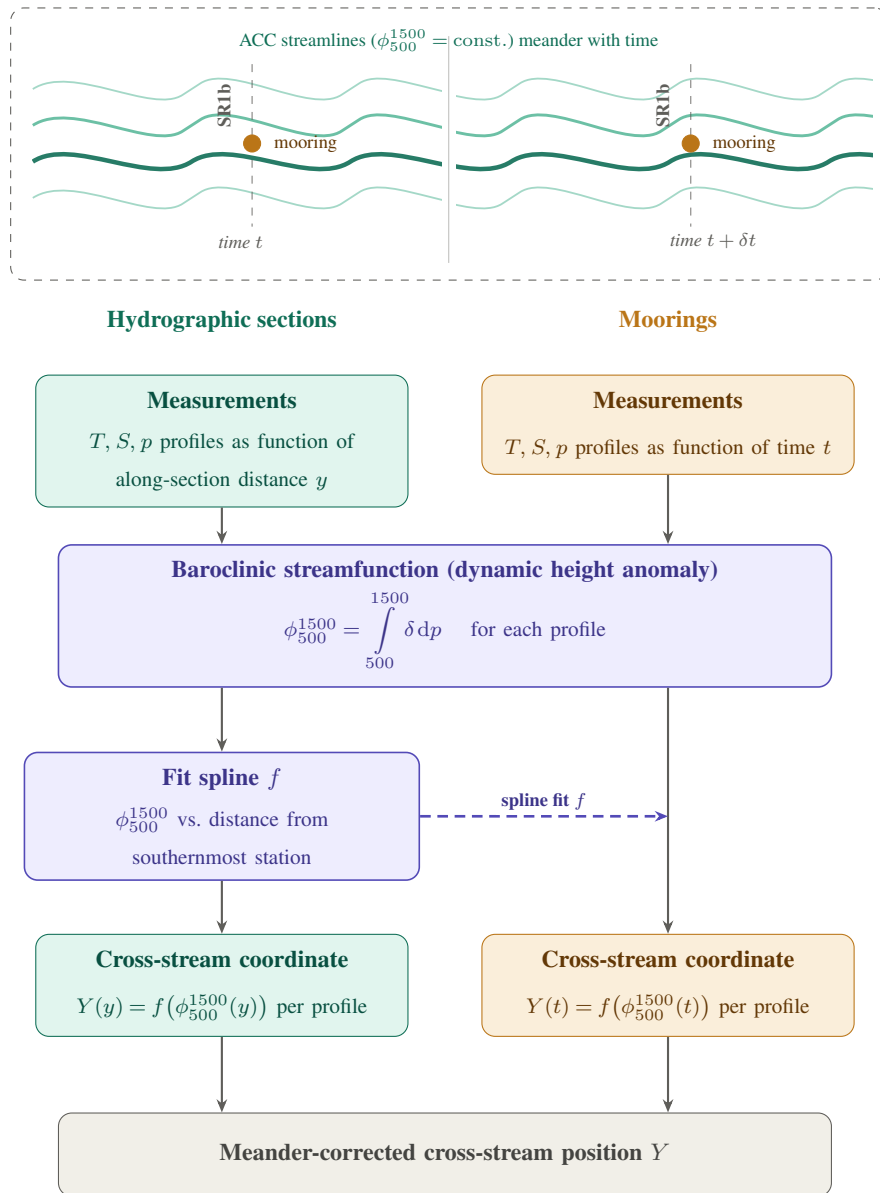 ACC streamlines (ϕ₅₀₀¹⁵⁰⁰ = const.) meander with time
SR1b
mooring
time t
SR1b
mooring
time t + δt
Hydrographic sections
Moorings
Measurements
T, S, p profiles as function of
along-section distance y
Measurements
T, S, p profiles as function of time t
Baroclinic streamfunction (dynamic height anomaly)
ϕ₅₀₀¹⁵⁰⁰ = ∫₅₀₀¹⁵⁰⁰ δ dp for each profile
Fit spline f
ϕ₅₀₀¹⁵⁰⁰ vs. distance from
southernmost station
spline fit f
Cross-stream coordinate
Y(y) = f(ϕ₅₀₀¹⁵⁰⁰(y)) per profile
Cross-stream coordinate
Y(t) = f(ϕ₅₀₀¹⁵⁰⁰(t)) per profile
Meander-corrected cross-stream position Y